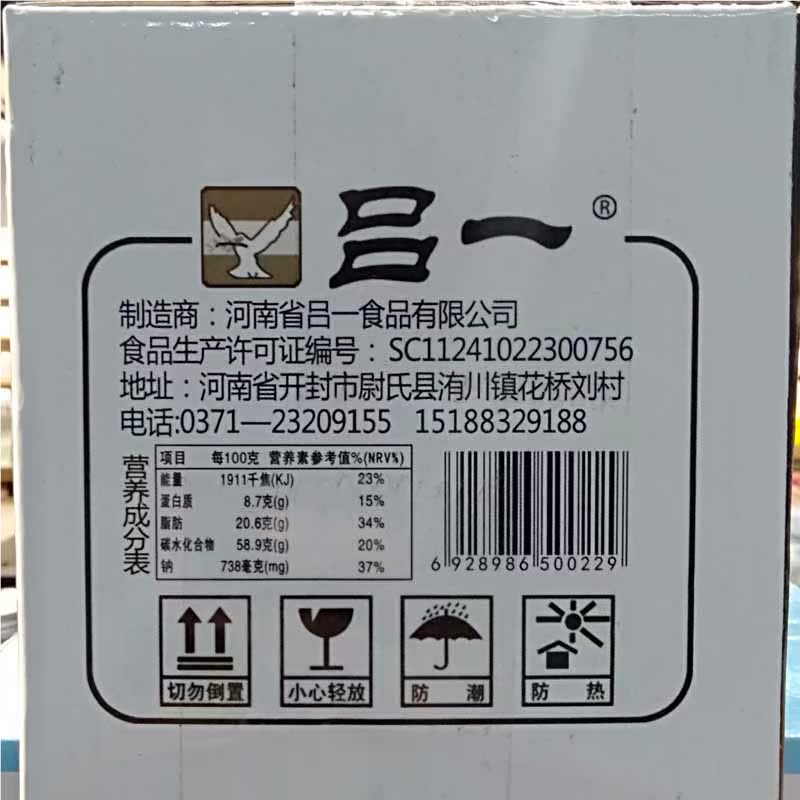 吕一®
制造商：河南省吕一食品有限公司
食品生产许可证编号：SC11241022300756
地址：河南省开封市尉氏县洧川镇花桥刘村
电话:0371—23209155 15188329188
营养成分表
项目 每100克 营养素参考值%(NRV%)
能量 1911千焦(KJ) 23%
蛋白质 8.7克(g) 15%
脂肪 20.6克(g) 34%
碳水化合物 58.9克(g) 20%
钠 738毫克(mg) 37%
6 928986 500229
切勿倒置 小心轻放 防潮 防热